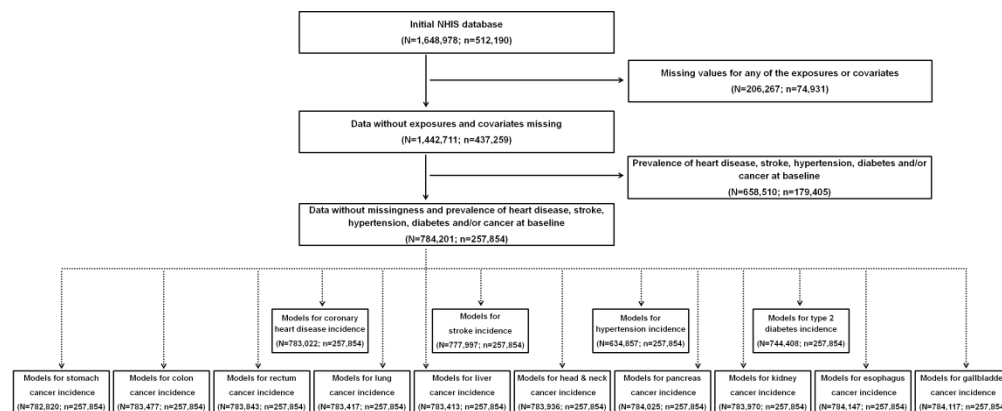 Initial NHIS database
(N=1,648,978; n=512,190)
Missing values for any of the exposures or covariates
(N=206,267; n=74,931)
Data without exposures and covariates missing
(N=1,442,711; n=437,259)
Prevalence of heart disease, stroke, hypertension, diabetes and/or
cancer at baseline
(N=658,510; n=179,405)
Data without missingness and prevalence of heart disease, stroke,
hypertension, diabetes and/or cancer at baseline
(N=784,201; n=257,854)
Models for coronary
heart disease incidence
(N=783,022; n=257,854)
Models for
stroke incidence
(N=777,997; n=257,854)
Models for
hypertension incidence
(N=634,857; n=257,854)
Models for type 2
diabetes incidence
(N=744,408; n=257,854)
Models for stomach
cancer incidence
(N=782,820; n=257,854)
Models for colon
cancer incidence
(N=783,477; n=257,854)
Models for rectum
cancer incidence
(N=783,843; n=257,854)
Models for lung
cancer incidence
(N=783,417; n=257,854)
Models for liver
cancer incidence
(N=783,413; n=257,854)
Models for head & neck
cancer incidence
(N=783,936; n=257,854)
Models for pancreas
cancer incidence
(N=784,025; n=257,854)
Models for kidney
cancer incidence
(N=783,970; n=257,854)
Models for esophagus
cancer incidence
(N=784,147; n=257,854)
Models for gallbladder
cancer incidence
(N=784,117; n=257,854)